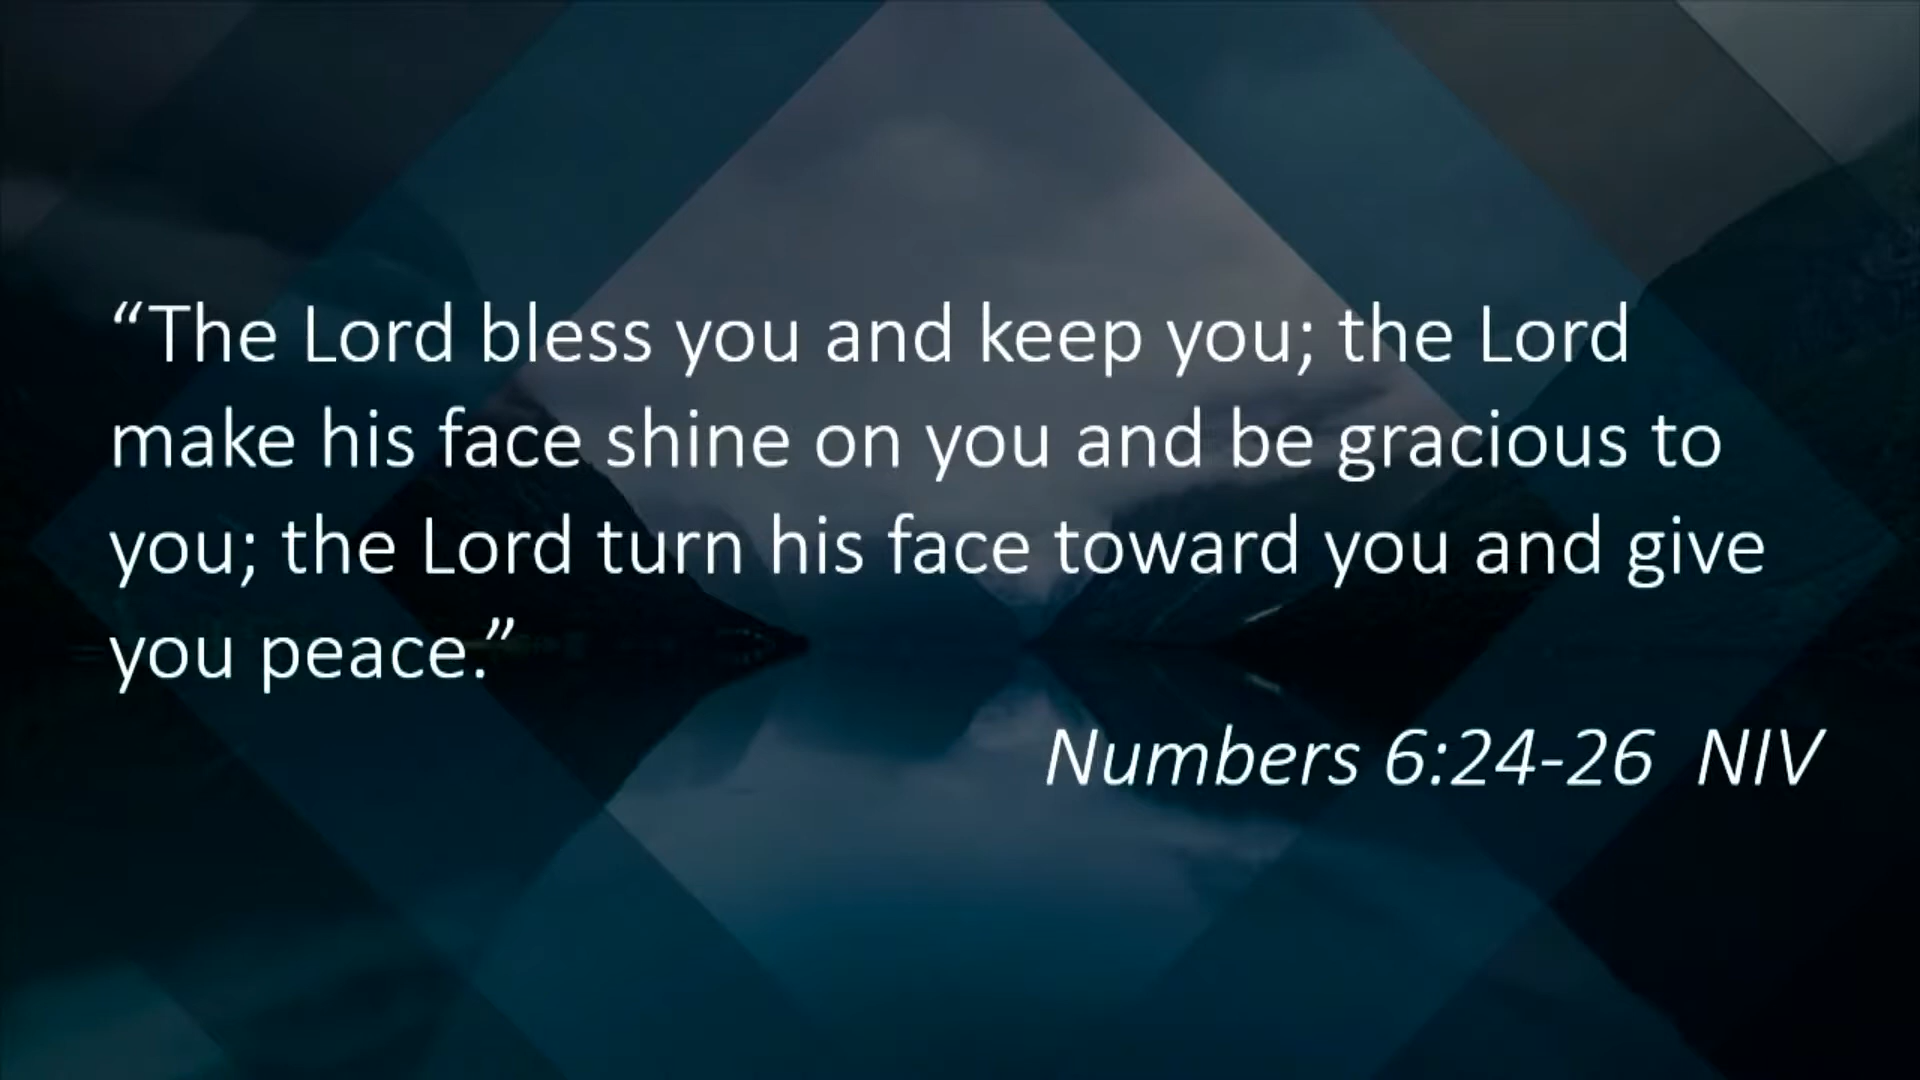 “The Lord bless you and keep you; the Lord
make his face shine on you and be gracious to
you; the Lord turn his face toward you and give
you peace.”
Numbers 6:24-26 NIV